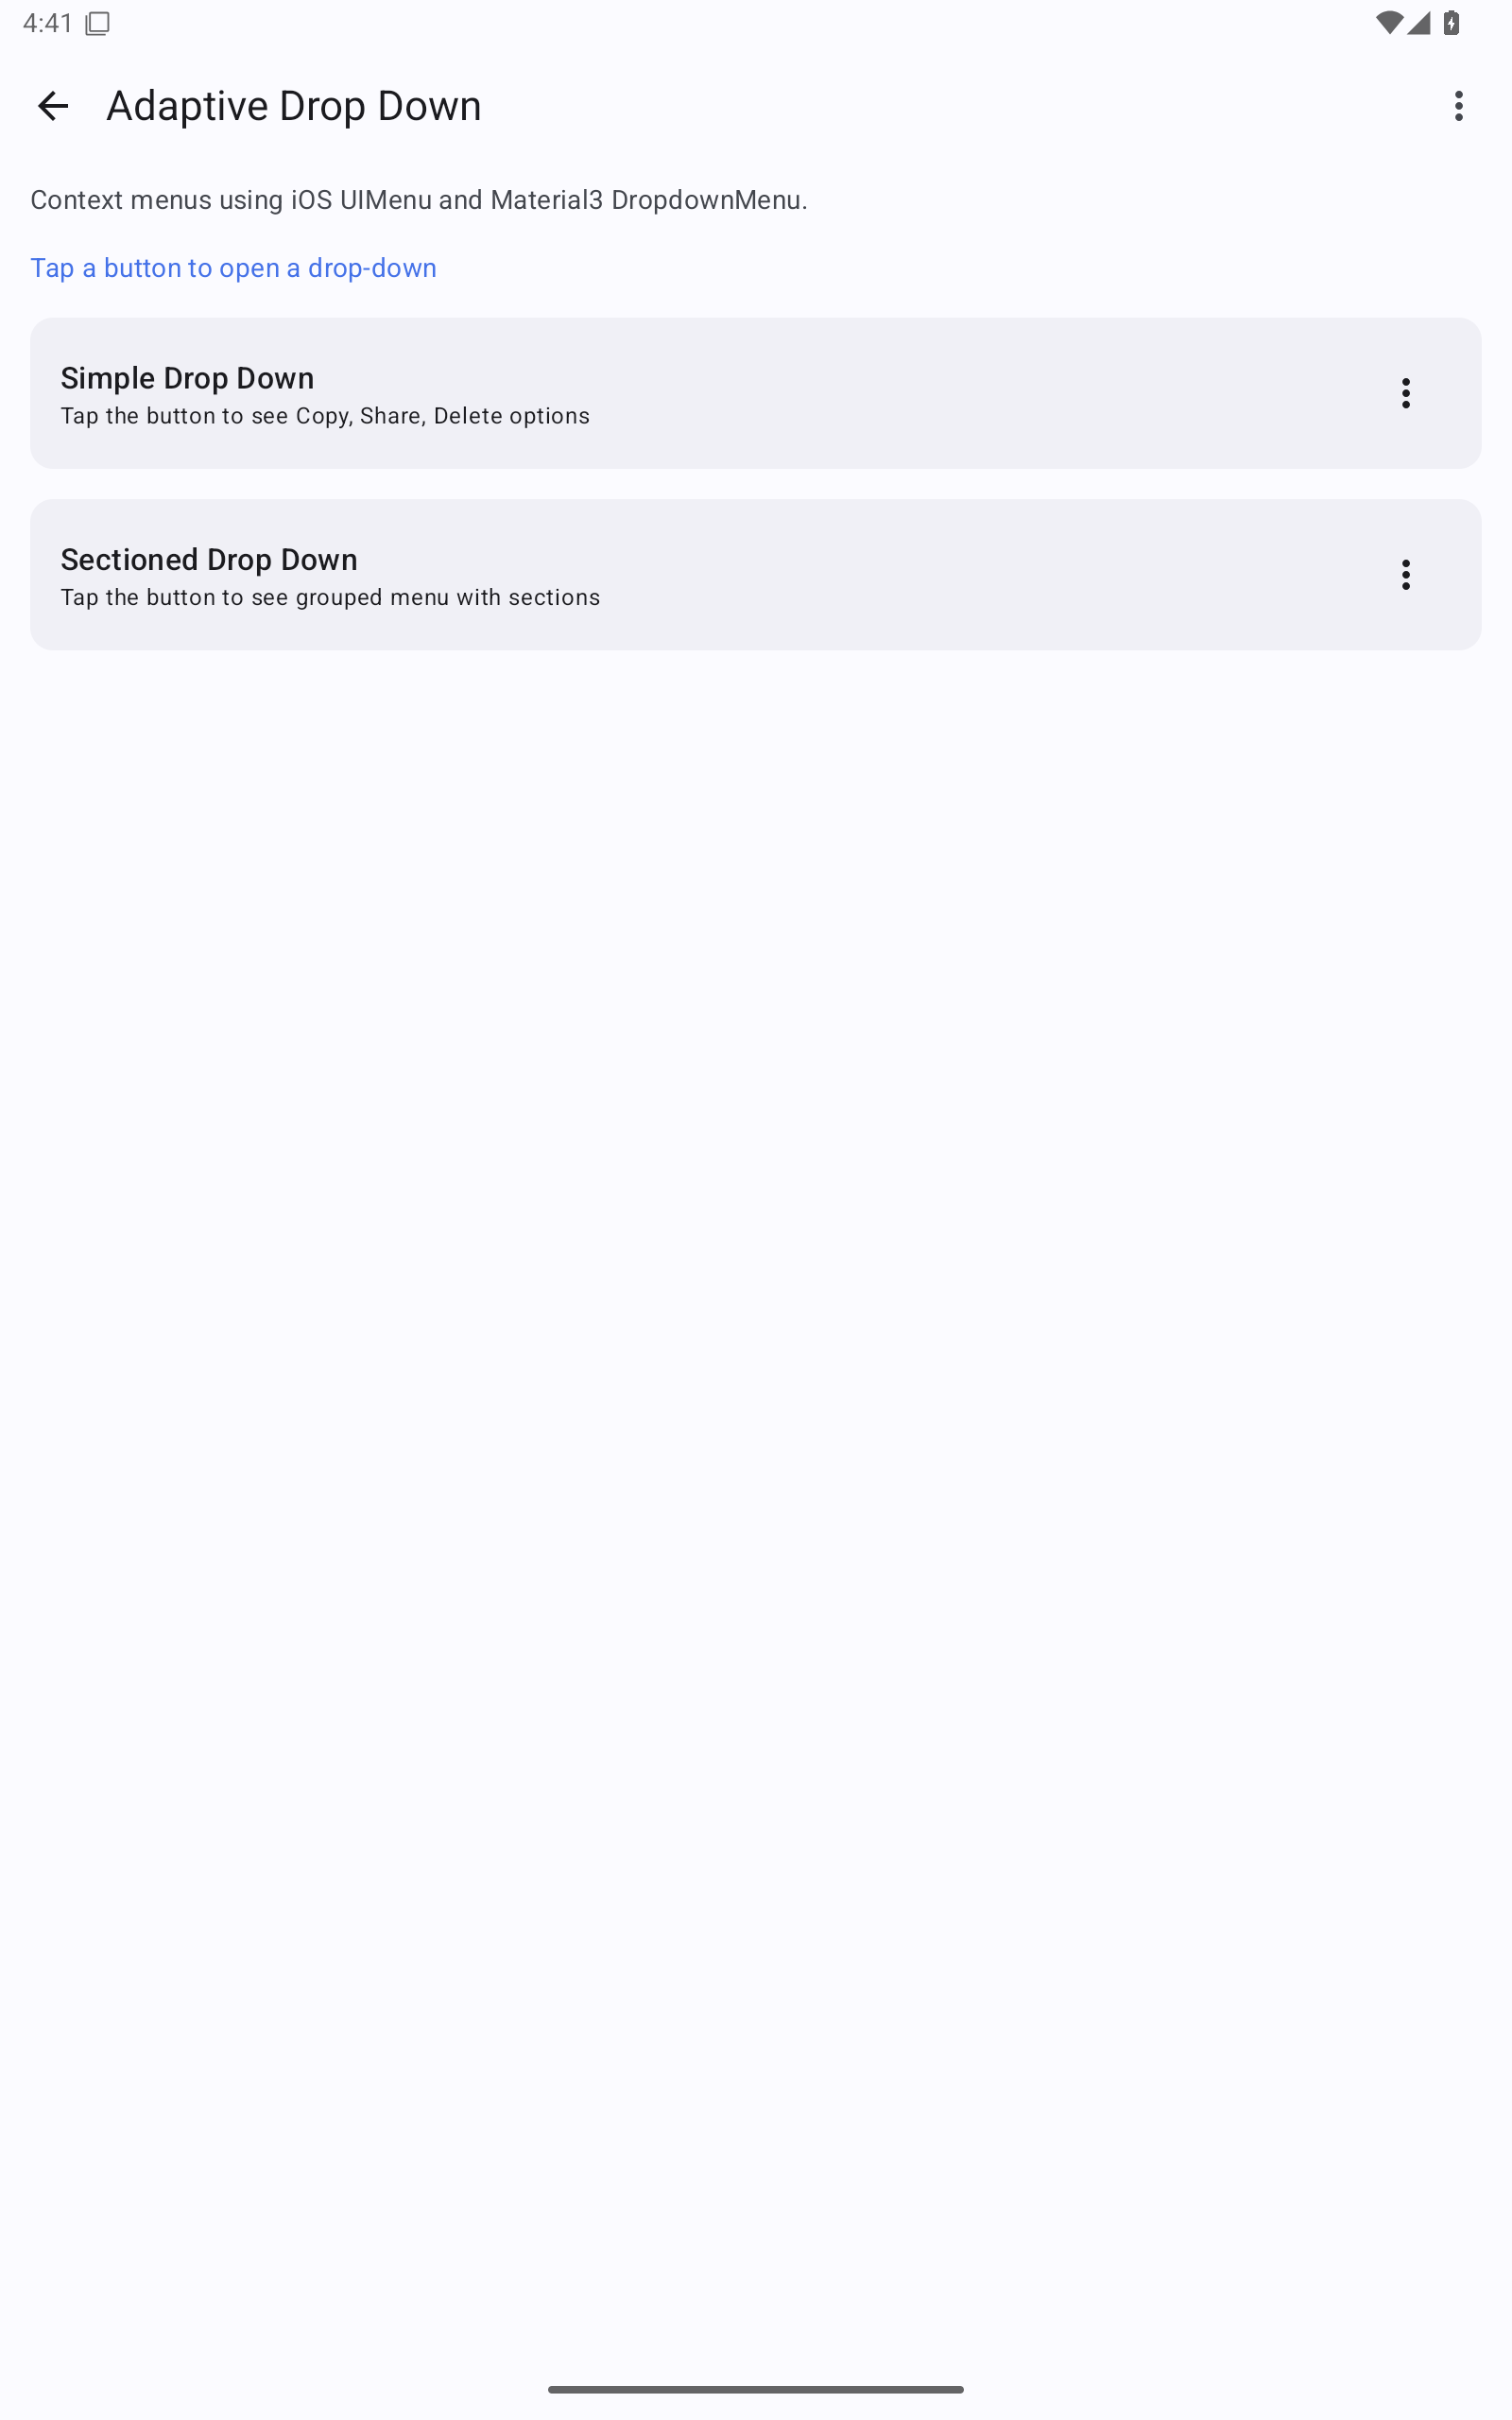 4:41
Adaptive Drop Down
Context menus using iOS UIMenu and Material3 DropdownMenu.
Tap a button to open a drop-down
Simple Drop Down
Tap the button to see Copy, Share, Delete options
Sectioned Drop Down
Tap the button to see grouped menu with sections